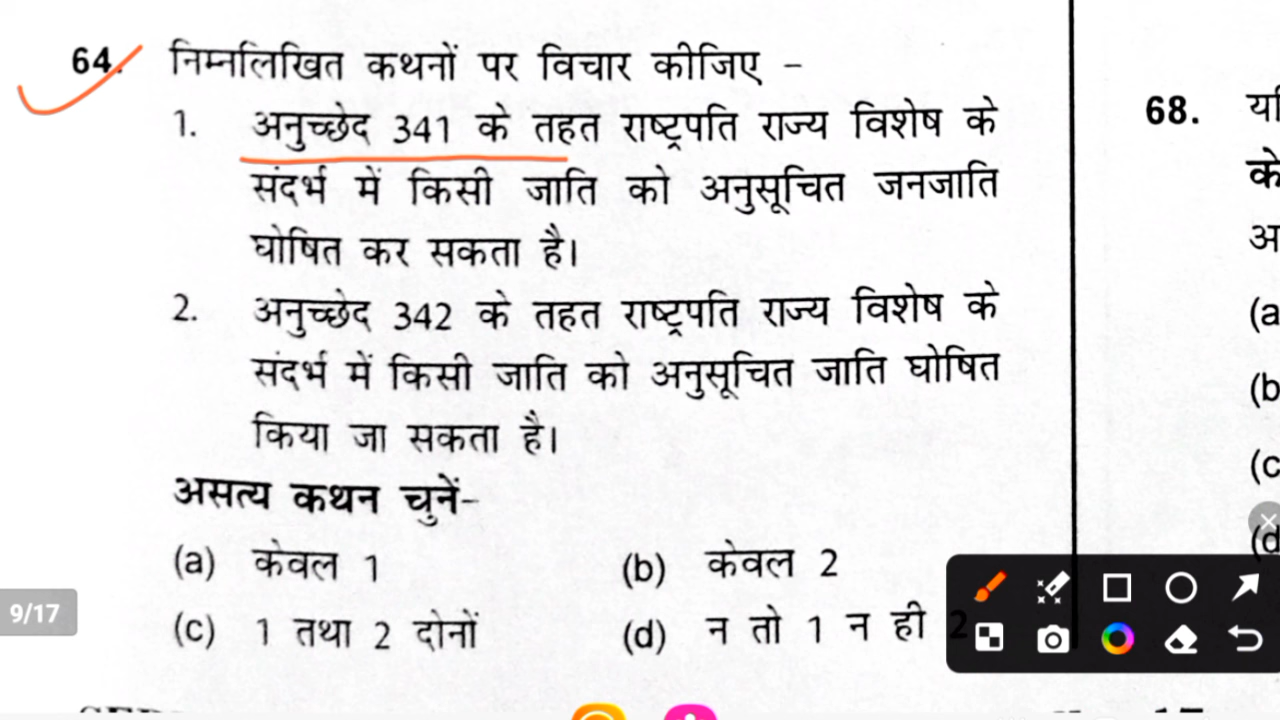 64. निम्नलिखित कथनों पर विचार कीजिए –
1. अनुच्छेद 341 के तहत राष्ट्रपति राज्य विशेष के
संदर्भ में किसी जाति को अनुसूचित जनजाति
घोषित कर सकता है।
2. अनुच्छेद 342 के तहत राष्ट्रपति राज्य विशेष के
संदर्भ में किसी जाति को अनुसूचित जाति घोषित
किया जा सकता है।
असत्य कथन चुनें-
(a) केवल 1 (b) केवल 2
(c) 1 तथा 2 दोनों (d) न तो 1 न ही 2
68.
के
अ
(a
(b
(c
(d
9/17